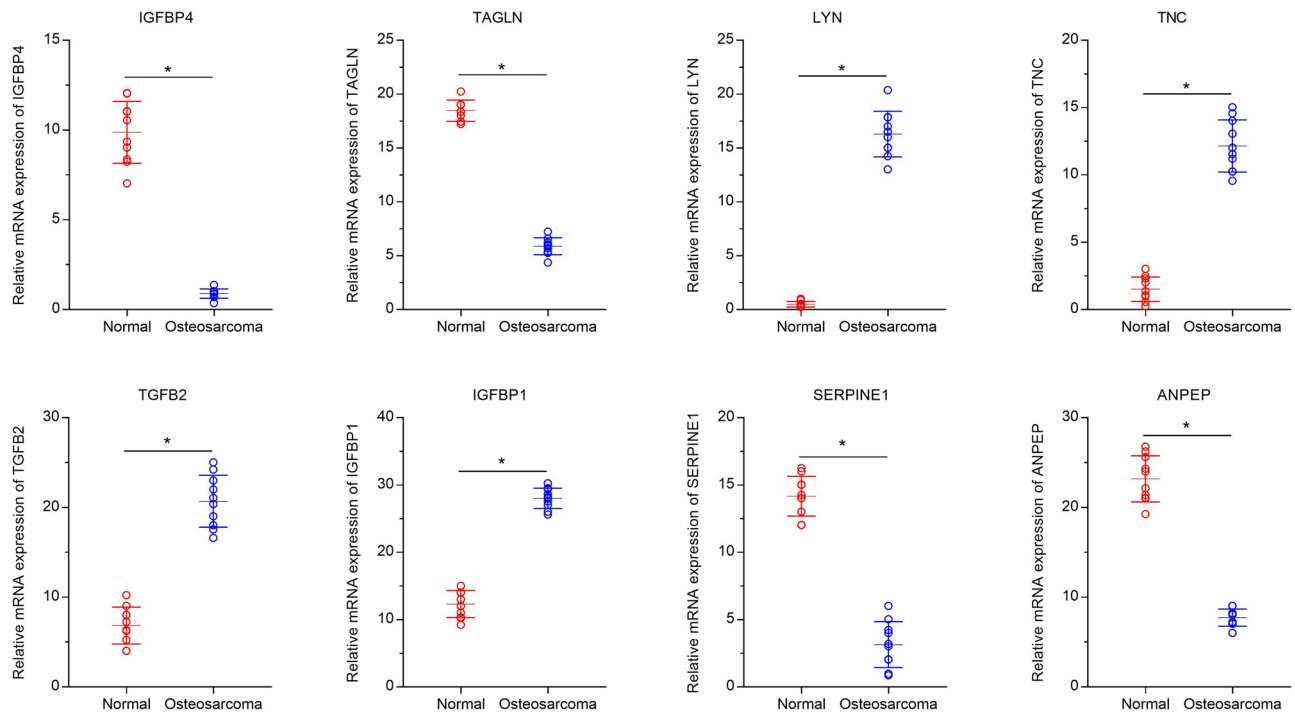 IGFBP4
Relative mRNA expression of IGFBP4
15
10
5
0
*
Normal Osteosarcoma
TAGLN
Relative mRNA expression of TAGLN
25
20
15
10
5
0
*
Normal Osteosarcoma
LYN
Relative mRNA expression of LYN
25
20
15
10
5
0
*
Normal Osteosarcoma
TNC
Relative mRNA expression of TNC
20
15
10
5
0
*
Normal Osteosarcoma
TGFB2
Relative mRNA expression of TGFB2
30
20
10
0
*
Normal Osteosarcoma
IGFBP1
Relative mRNA expression of IGFBP1
40
30
20
10
0
*
Normal Osteosarcoma
SERPINE1
Relative mRNA expression of SERPINE1
20
15
10
5
0
*
Normal Osteosarcoma
ANPEP
Relative mRNA expression of ANPEP
30
20
10
0
*
Normal Osteosarcoma